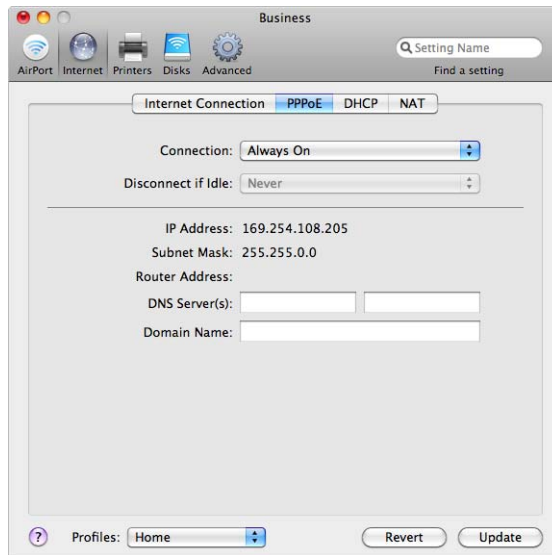 Business
Setting Name
AirPort Internet Printers Disks Advanced Find a setting
Internet Connection PPPoE DHCP NAT
Connection: Always On
Disconnect if Idle: Never
IP Address: 169.254.108.205
Subnet Mask: 255.255.0.0
Router Address:
DNS Server(s):
Domain Name:
? Profiles: Home Revert Update